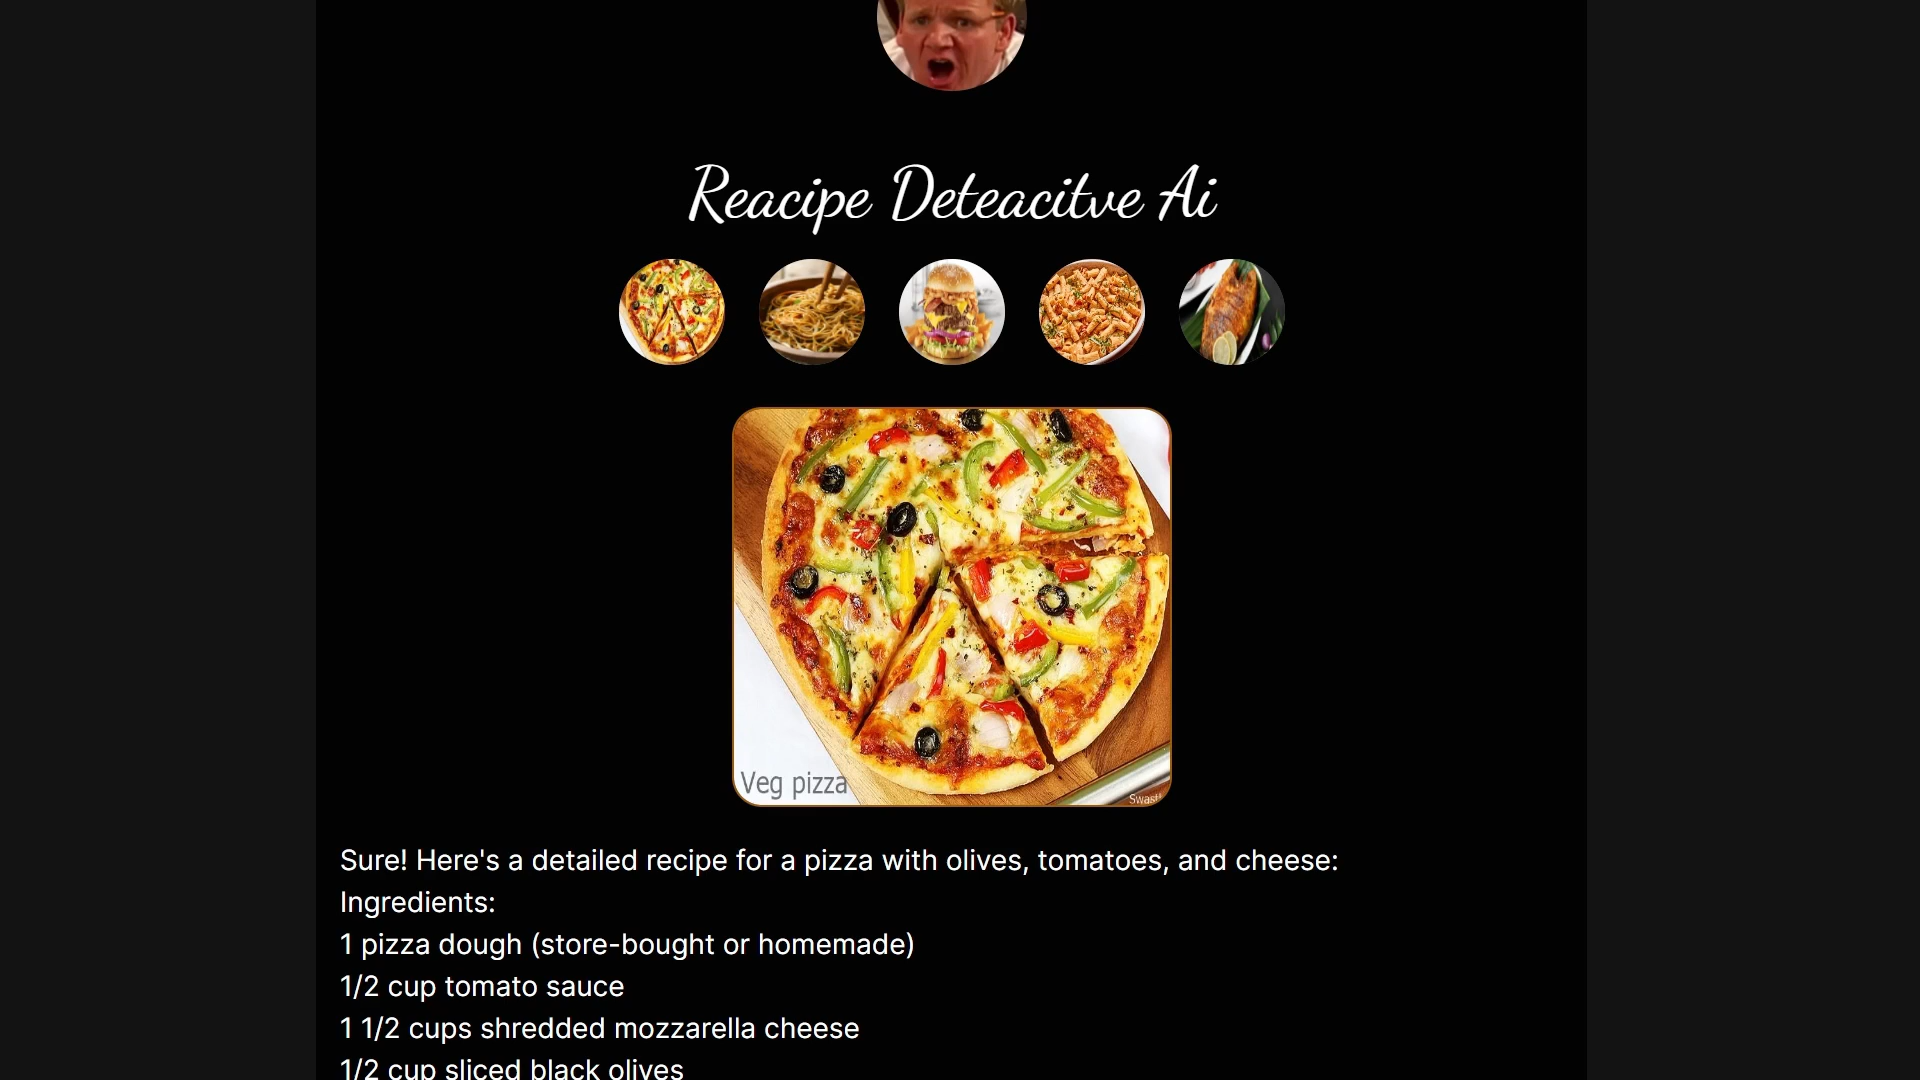 Reacipe Deteacitve Ai
Veg pizza
Sure! Here's a detailed recipe for a pizza with olives, tomatoes, and cheese:
Ingredients:
1 pizza dough (store-bought or homemade)
1/2 cup tomato sauce
1 1/2 cups shredded mozzarella cheese
1/2 cup sliced black olives